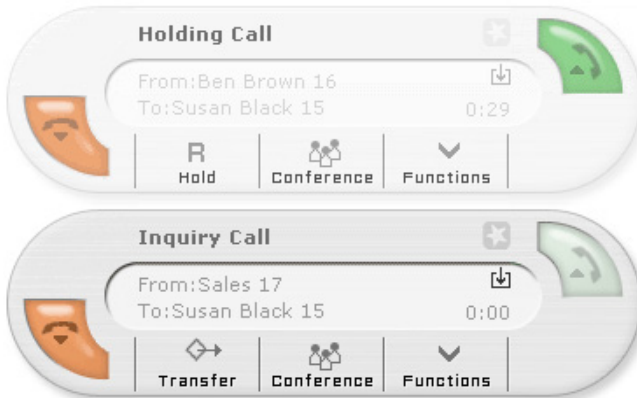 Holding Call
From:Ben Brown 16
To:Susan Black 15 0:29
R
Hold Conference Functions
Inquiry Call
From:Sales 17
To:Susan Black 15 0:00
Transfer Conference Functions